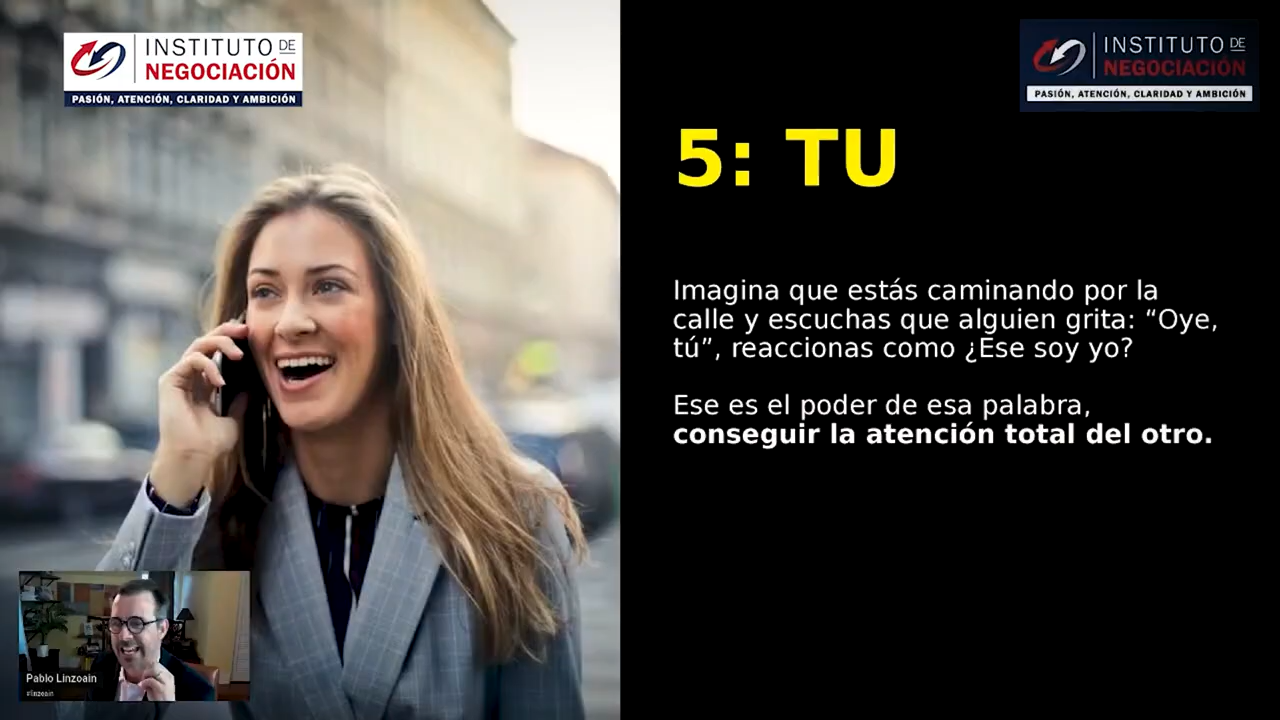 INSTITUTO DE
NEGOCIACIÓN
PASIÓN, ATENCIÓN, CLARIDAD Y AMBICIÓN
INSTITUTO DE
NEGOCIACIÓN
PASIÓN, ATENCIÓN, CLARIDAD Y AMBICIÓN
5: TU
Imagina que estás caminando por la
calle y escuchas que alguien grita: “Oye,
tú”, reaccionas como ¿Ese soy yo?
Ese es el poder de esa palabra,
conseguir la atención total del otro.
Pablo Linzoain
#linzoain